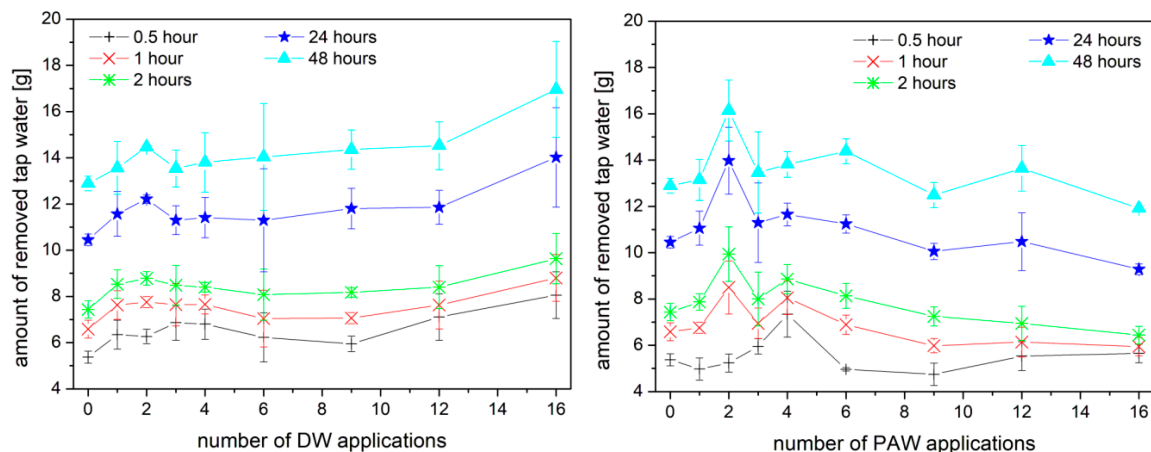 20
18
16
14
12
10
8
6
4
amount of removed tap water [g]
0.5 hour
1 hour
2 hours
24 hours
48 hours
0 2 4 6 8 10 12 14 16
number of DW applications
20
18
16
14
12
10
8
6
4
amount of removed tap water [g]
0.5 hour
1 hour
2 hours
24 hours
48 hours
0 2 4 6 8 10 12 14 16
number of PAW applications